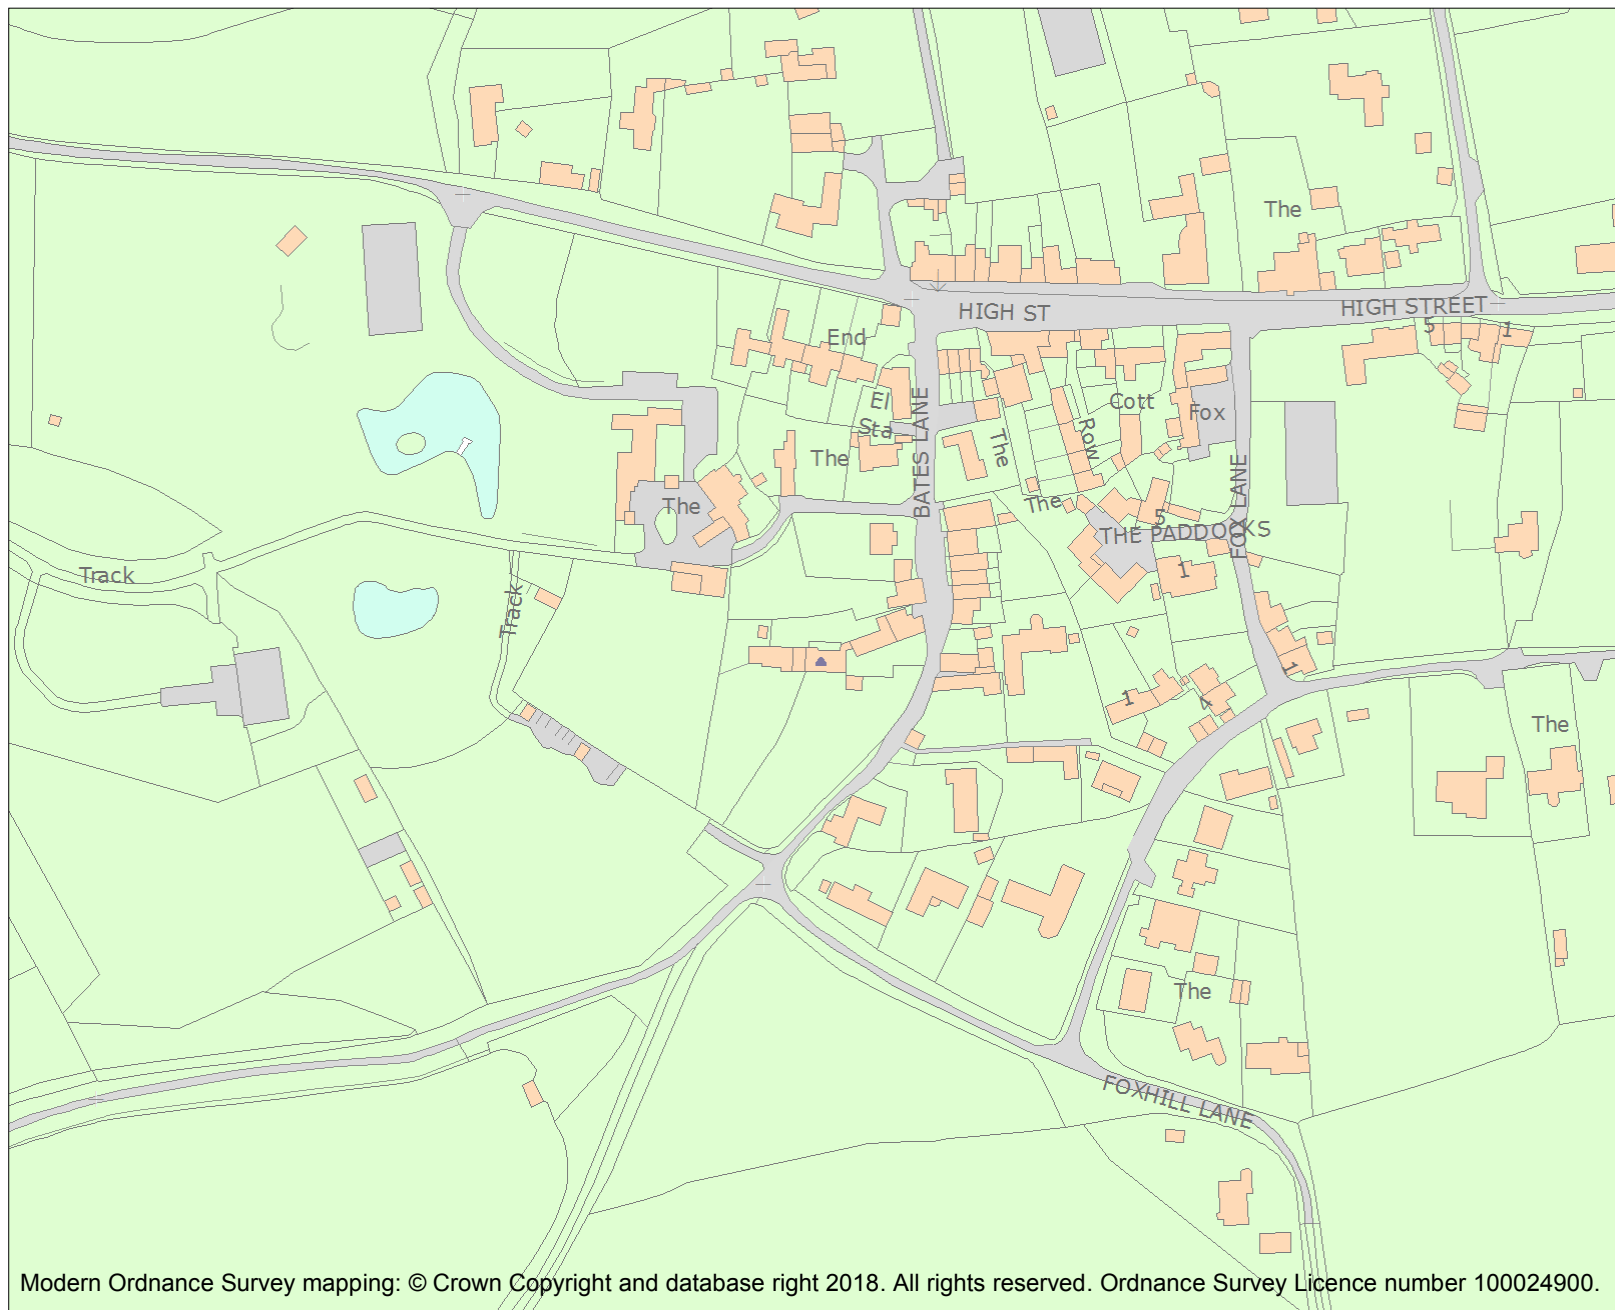 The
HIGH ST
HIGH STREET
5
1
End
El
Sta
BATES LANE
Cott
Fox
Row
The
The
The
FOX LANE
The
THE PADDOCKS
5
1
Track
Track
1
1
4
The
The
FOXHILL LANE
Modern Ordnance Survey mapping: © Crown Copyright and database right 2018. All rights reserved. Ordnance Survey Licence number 100024900.